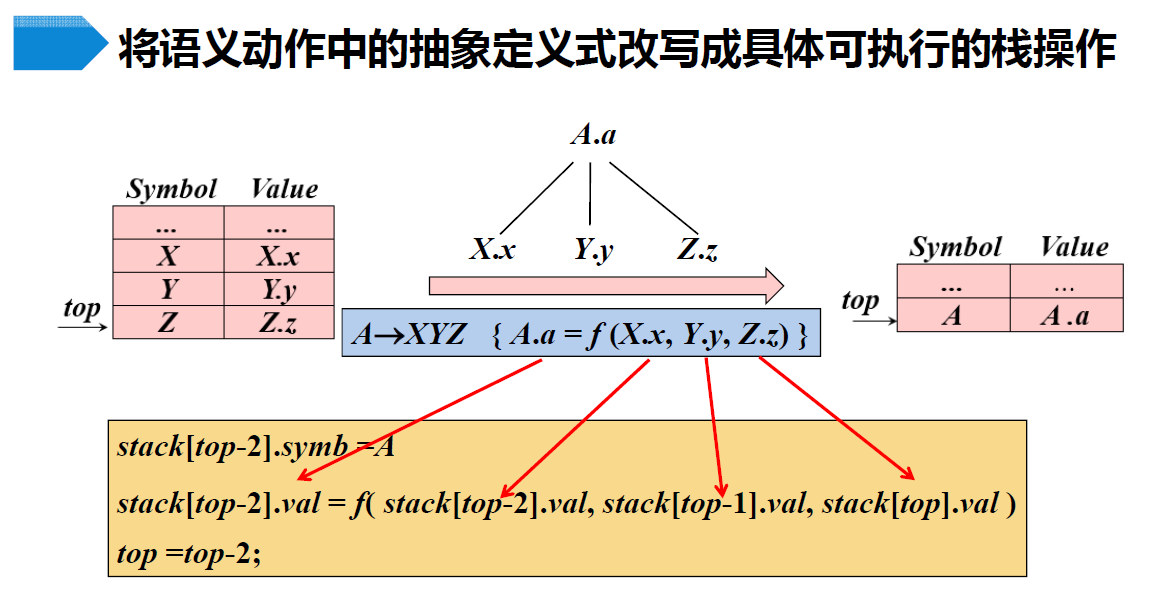 将语义动作中的抽象定义式改写成具体可执行的栈操作
A.a
X.x Y.y Z.z
Symbol Value
... ...
X X.x
Y Y.y
top Z Z.z
Symbol Value
... ...
top A A.a
A→XYZ { A.a = f (X.x, Y.y, Z.z) }
stack[top-2].symb =A
stack[top-2].val = f( stack[top-2].val, stack[top-1].val, stack[top].val )
top =top-2;